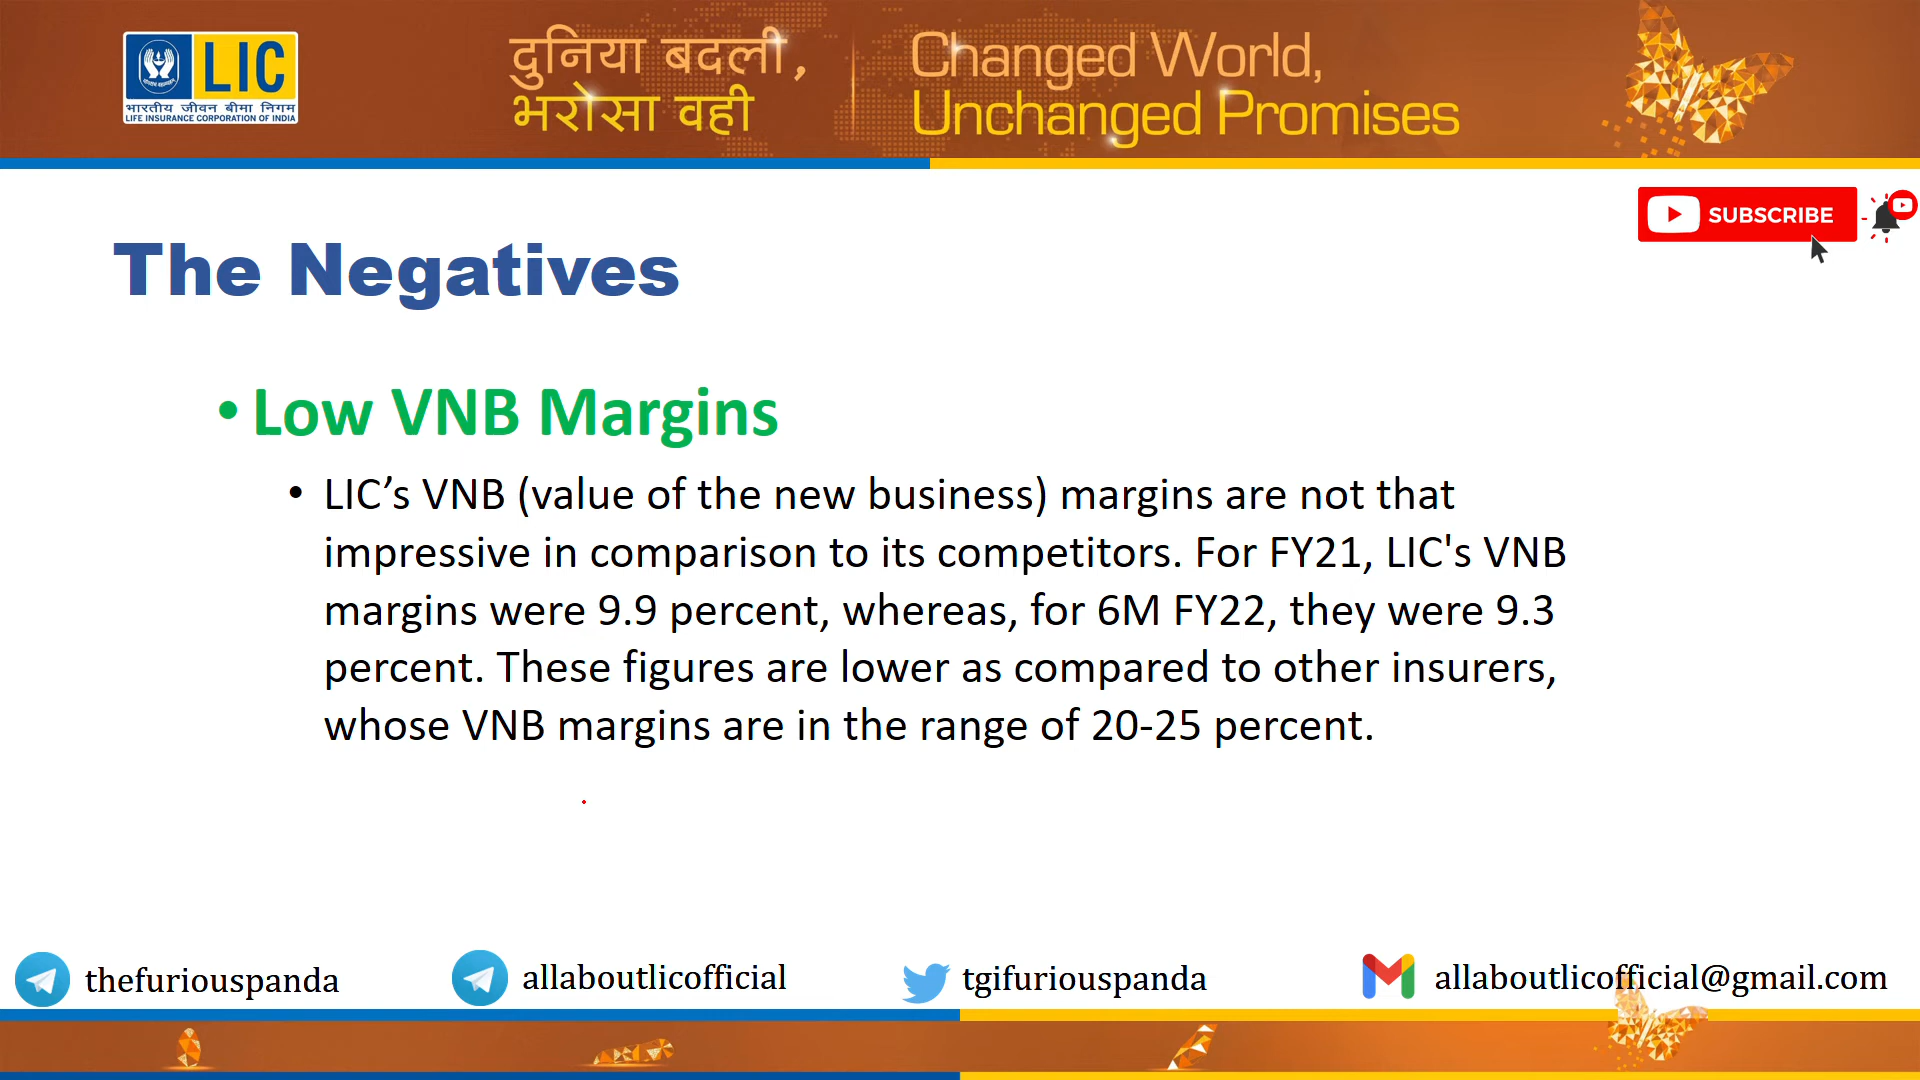 LIC
भारतीय जीवन बीमा निगम
LIFE INSURANCE CORPORATION OF INDIA
दुनिया बदली,
भरोसा वही
Changed World,
Unchanged Promises
SUBSCRIBE
The Negatives
• Low VNB Margins
• LIC’s VNB (value of the new business) margins are not that
impressive in comparison to its competitors. For FY21, LIC's VNB
margins were 9.9 percent, whereas, for 6M FY22, they were 9.3
percent. These figures are lower as compared to other insurers,
whose VNB margins are in the range of 20-25 percent.
thefuriouspanda
allaboutlicofficial
tgifuriouspanda
allaboutlicofficial@gmail.com